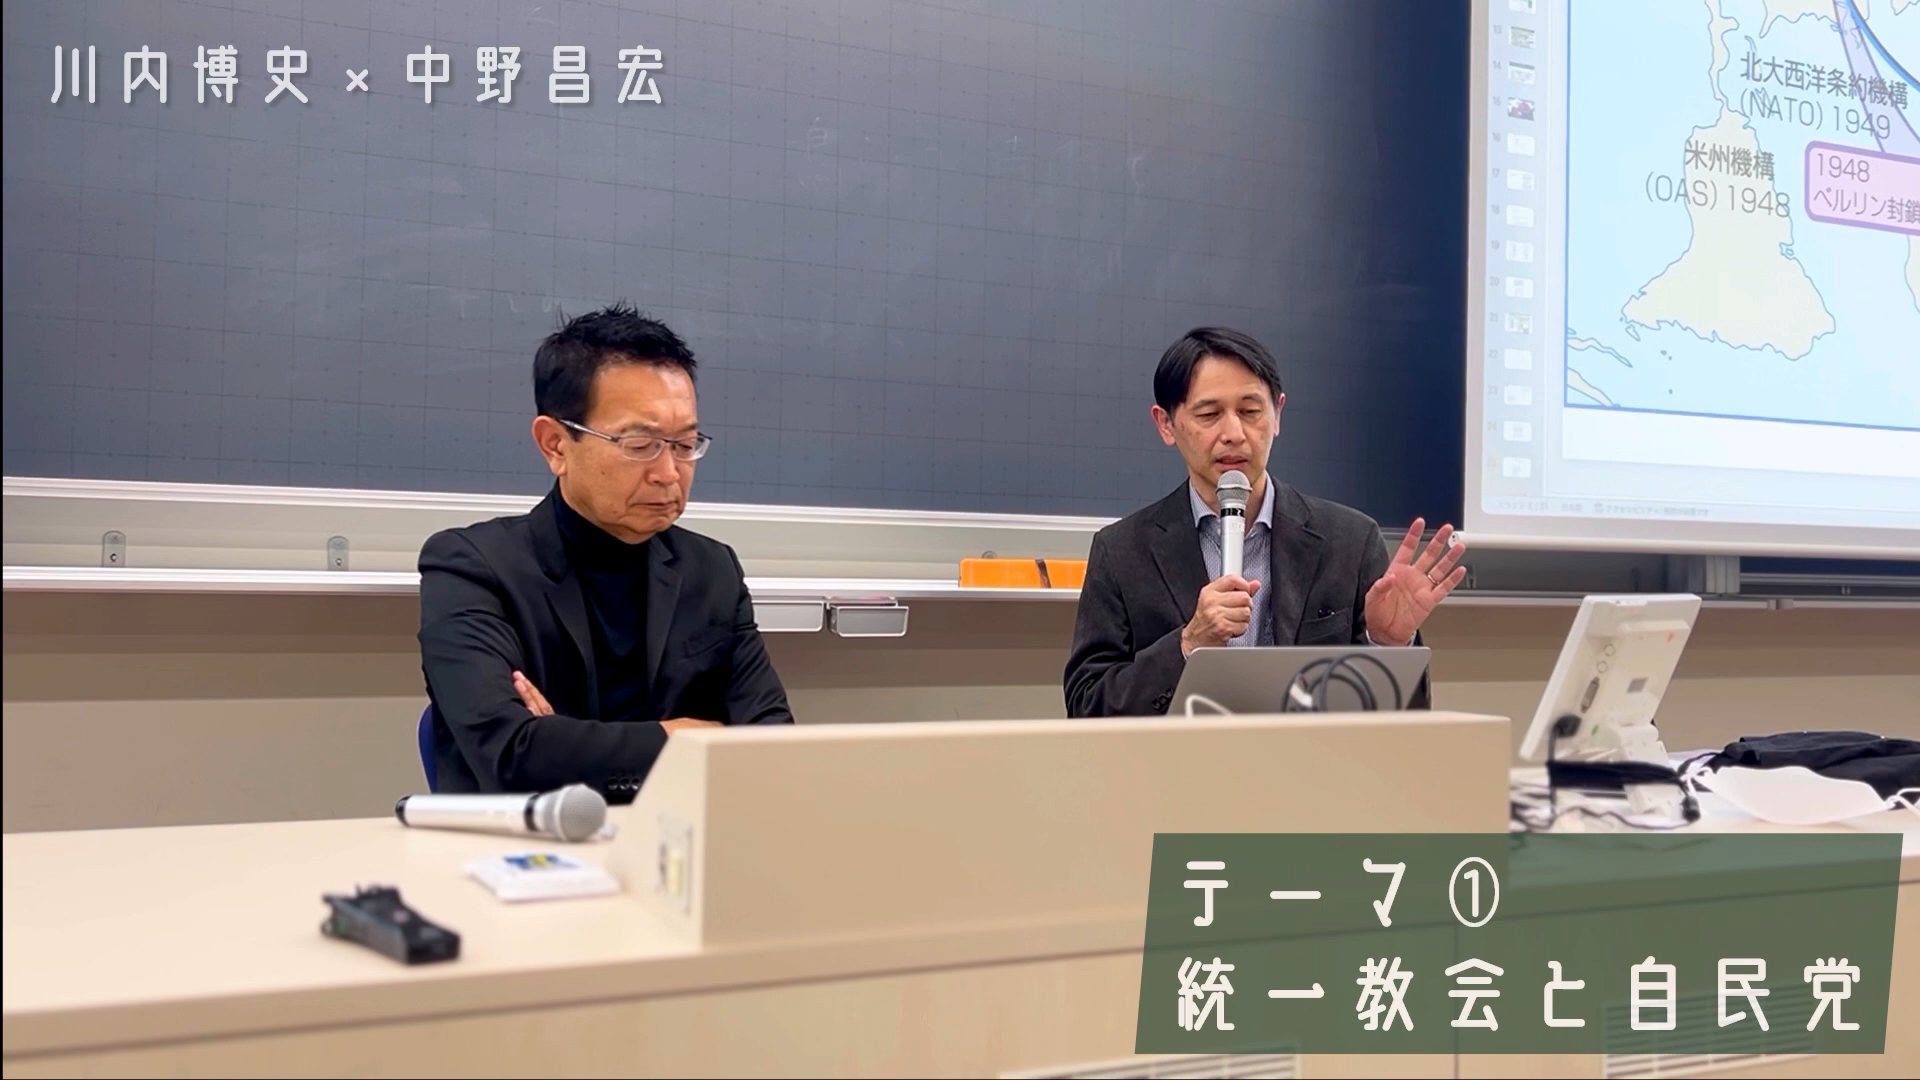 川内博史×中野昌宏
北大西洋条約機構
(NATO) 1949
米州機構
(OAS) 1948
1948
ベルリン封鎖
テーマ①
統一教会と自民党